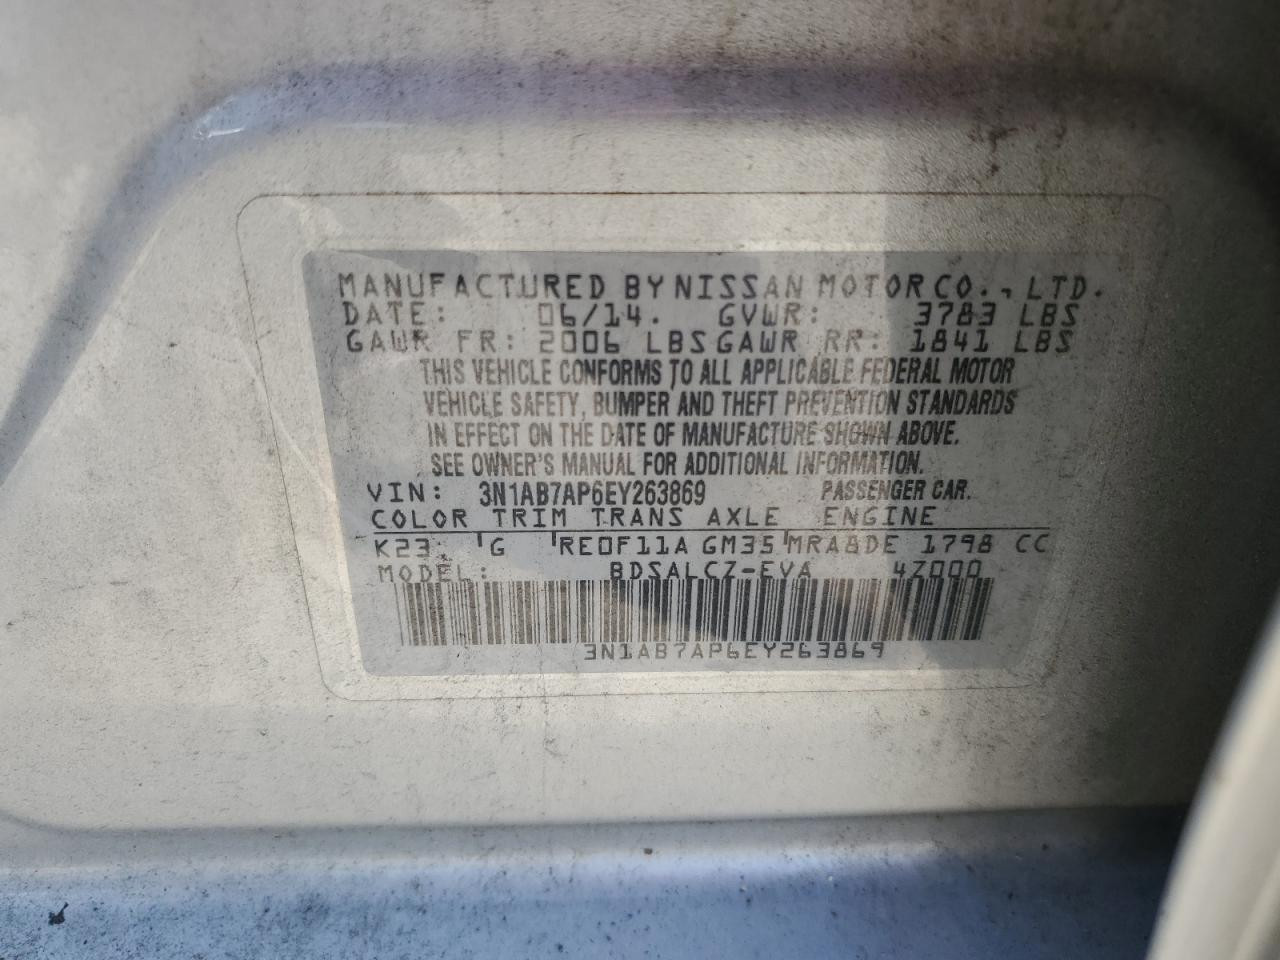 MANUFACTURED BY NISSAN MOTOR CO., LTD.
DATE: 06/14. GVWR: 3783 LBS
GAWR FR: 2006 LBS GAWR RR: 1841 LBS
THIS VEHICLE CONFORMS TO ALL APPLICABLE FEDERAL MOTOR
VEHICLE SAFETY, BUMPER AND THEFT PREVENTION STANDARDS
IN EFFECT ON THE DATE OF MANUFACTURE SHOWN ABOVE.
SEE OWNER'S MANUAL FOR ADDITIONAL INFORMATION.
VIN: 3N1AB7AP6EY263869 PASSENGER CAR.
COLOR TRIM TRANS AXLE ENGINE
K23 G RE0F11A GM35 MRA8DE 1798 CC
MODEL: BDSALCZ-EVA 4Z000
3N1AB7AP6EY263869